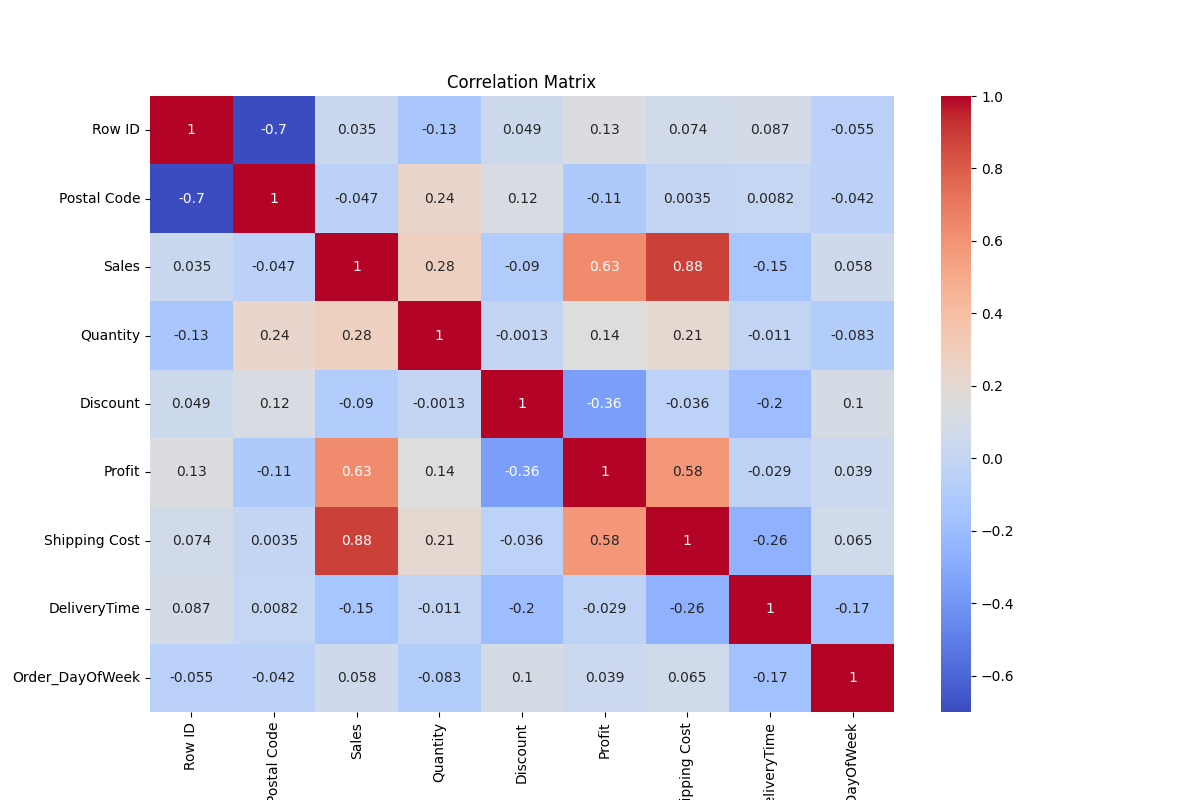 Correlation Matrix
Row ID 1 -0.7 0.035 -0.13 0.049 0.13 0.074 0.087 -0.055
Postal Code -0.7 1 -0.047 0.24 0.12 -0.11 0.0035 0.0082 -0.042
Sales 0.035 -0.047 1 0.28 -0.09 0.63 0.88 -0.15 0.058
Quantity -0.13 0.24 0.28 1 -0.0013 0.14 0.21 -0.011 -0.083
Discount 0.049 0.12 -0.09 -0.0013 1 -0.36 -0.036 -0.2 0.1
Profit 0.13 -0.11 0.63 0.14 -0.36 1 0.58 -0.029 0.039
Shipping Cost 0.074 0.0035 0.88 0.21 -0.036 0.58 1 -0.26 0.065
DeliveryTime 0.087 0.0082 -0.15 -0.011 -0.2 -0.029 -0.26 1 -0.17
Order_DayOfWeek -0.055 -0.042 0.058 -0.083 0.1 0.039 0.065 -0.17 1
Row ID
Postal Code
Sales
Quantity
Discount
Profit
ipping Cost
eliveryTime
DayOfWeek
1.0
0.8
0.6
0.4
0.2
0.0
−0.2
−0.4
−0.6